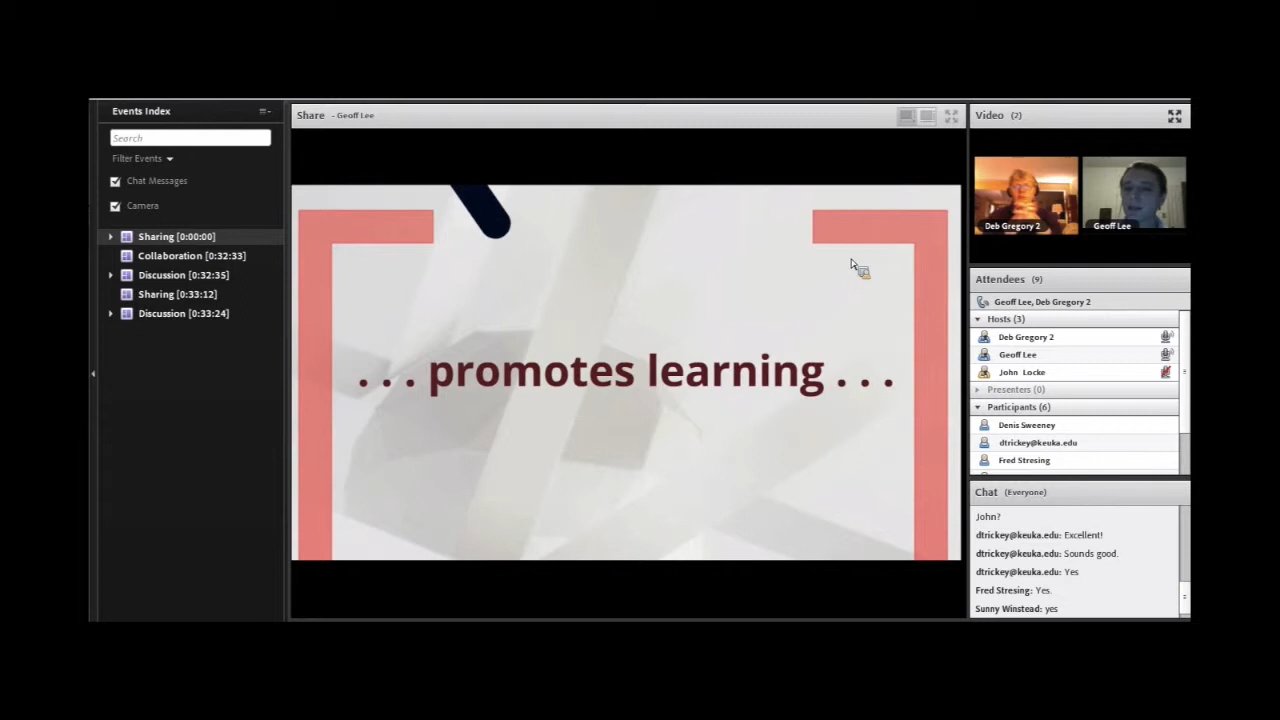 Events Index
Search
Filter Events
Chat Messages
Camera
Sharing [0:00:00]
Collaboration [0:32:33]
Discussion [0:32:35]
Sharing [0:33:12]
Discussion [0:33:24]
Share - Geoff Lee
. . . promotes learning . . .
Video (2)
Deb Gregory 2
Geoff Lee
Attendees (9)
Geoff Lee, Deb Gregory 2
Hosts (3)
Deb Gregory 2
Geoff Lee
John Locke
Presenters (0)
Participants (6)
Denis Sweeney
dtrickey@keuka.edu
Fred Stresing
Chat (Everyone)
John?
dtrickey@keuka.edu: Excellent!
dtrickey@keuka.edu: Sounds good.
dtrickey@keuka.edu: Yes
Fred Stresing: Yes.
Sunny Winstead: yes